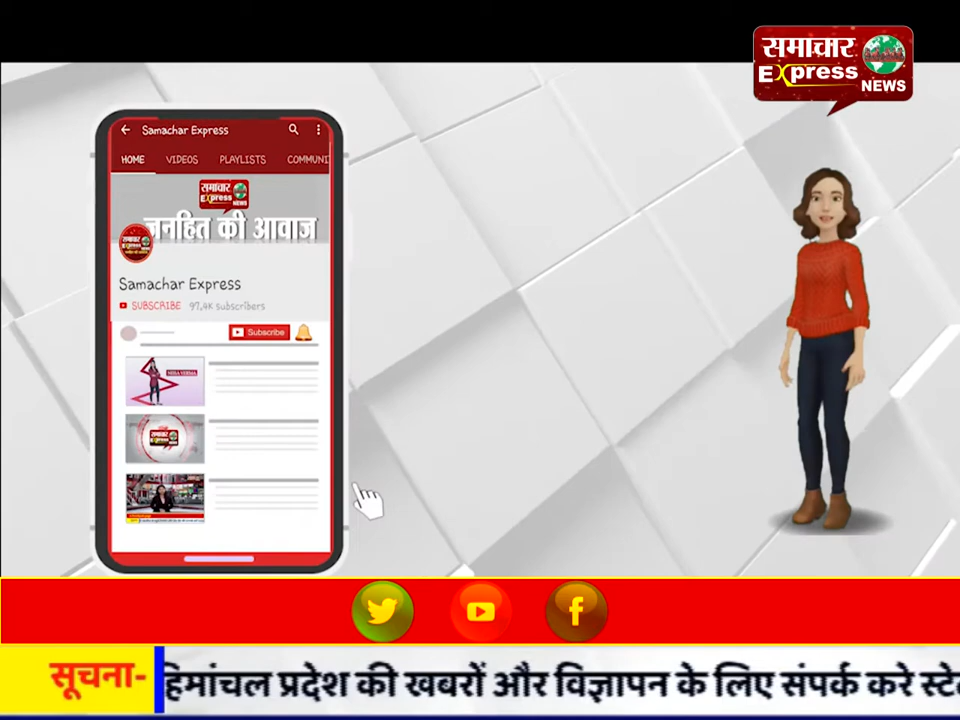 समाचार
Express
NEWS
Samachar Express
HOME VIDEOS PLAYLISTS COMMUNI
समाचार
Express
NEWS
जनहित की आवाज
Samachar Express
SUBSCRIBE 97.4K subscribers
Subscribe
सूचना- हिमांचल प्रदेश की खबरों और विज्ञापन के लिए संपर्क करे स्टे